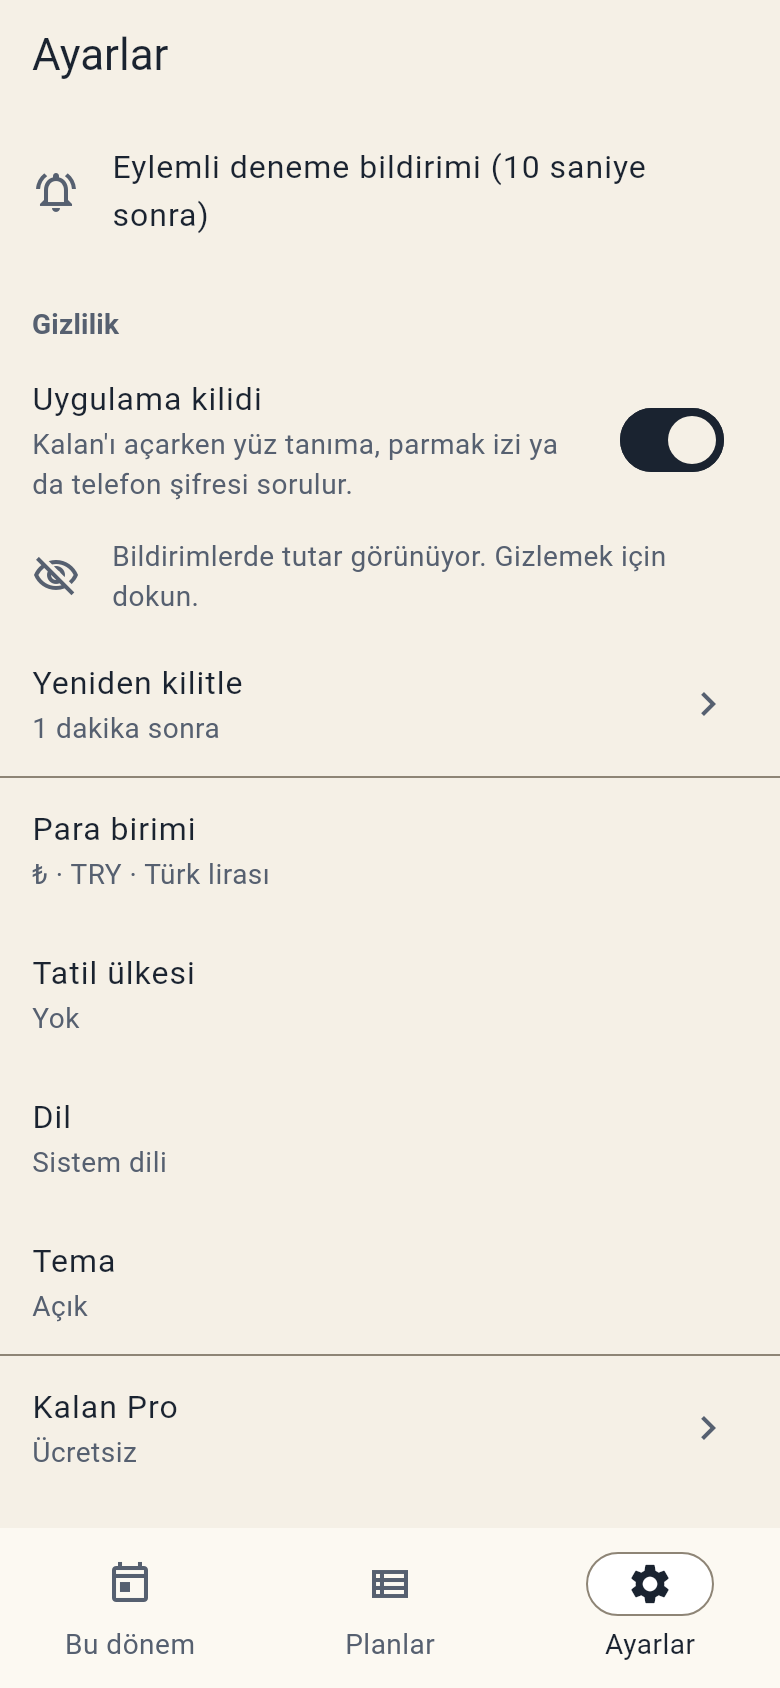 Ayarlar
Eylemli deneme bildirimi (10 saniye
sonra)
Gizlilik
Uygulama kilidi
Kalan'ı açarken yüz tanıma, parmak izi ya
da telefon şifresi sorulur.
Bildirimlerde tutar görünüyor. Gizlemek için
dokun.
Yeniden kilitle
1 dakika sonra
Para birimi
₺ · TRY · Türk lirası
Tatil ülkesi
Yok
Dil
Sistem dili
Tema
Açık
Kalan Pro
Ücretsiz
Bu dönem
Planlar
Ayarlar